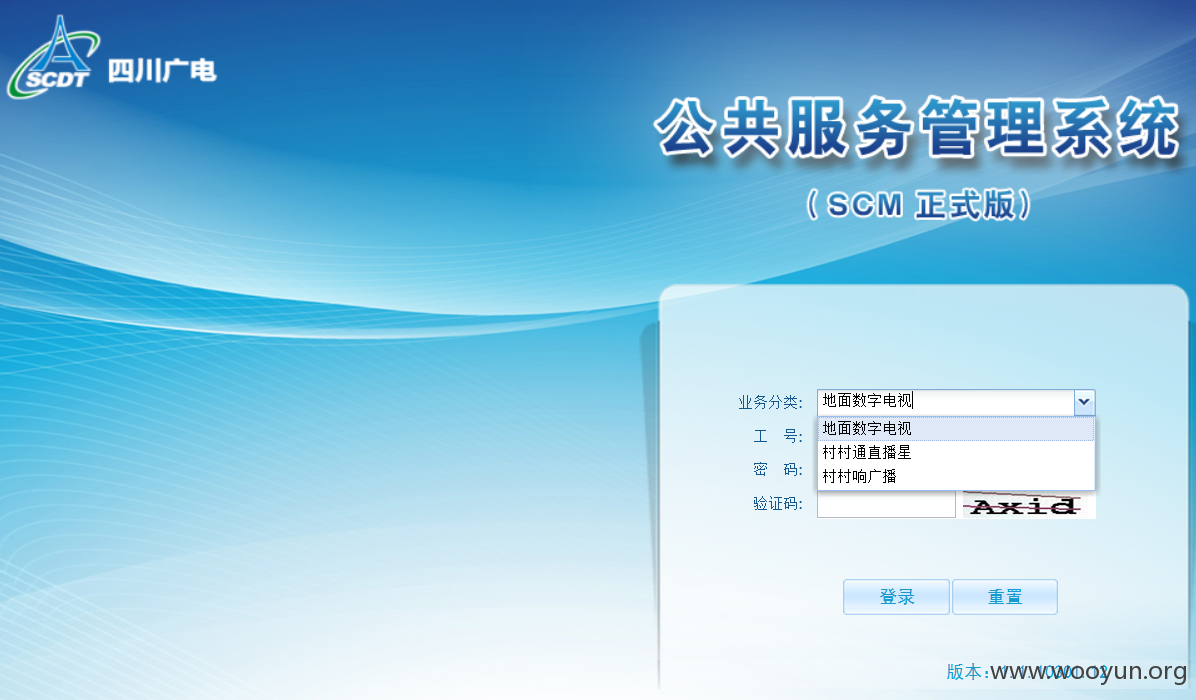 SCDT 四川广电
公共服务管理系统
（SCM 正式版）
业务分类: 地面数字电视
地面数字电视
工 号:
村村通直播星
密 码:
村村响广播
验证码: Axid
登录 重置
版本:
www.wooyun.org